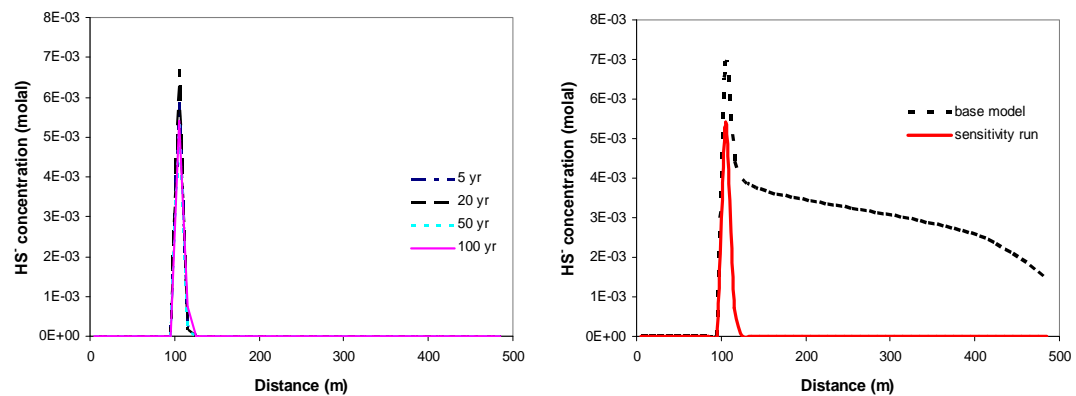 8E-03
7E-03
6E-03
5E-03
4E-03
3E-03
2E-03
1E-03
0E+00
HS⁻ concentration (molal)
0 100 200 300 400 500
Distance (m)
5 yr
20 yr
50 yr
100 yr
8E-03
7E-03
6E-03
5E-03
4E-03
3E-03
2E-03
1E-03
0E+00
HS⁻ concentration (molal)
0 100 200 300 400 500
Distance (m)
base model
sensitivity run